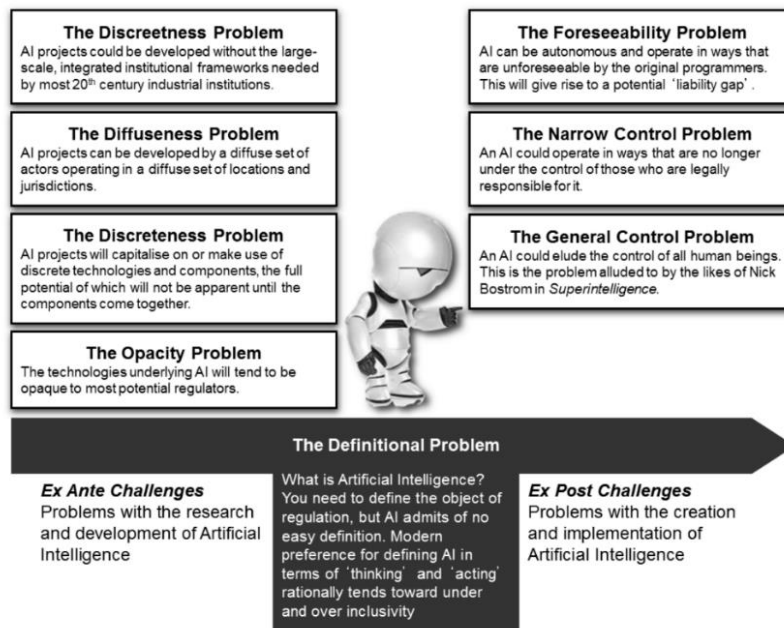 The Discreetness Problem
AI projects could be developed without the large-
scale, integrated institutional frameworks needed
by most 20th century industrial institutions.
The Diffuseness Problem
AI projects can be developed by a diffuse set of
actors operating in a diffuse set of locations and
jurisdictions.
The Discreteness Problem
AI projects will capitalise on or make use of
discrete technologies and components, the full
potential of which will not be apparent until the
components come together.
The Opacity Problem
The technologies underlying AI will tend to be
opaque to most potential regulators.
The Foreseeability Problem
AI can be autonomous and operate in ways that
are unforeseeable by the original programmers.
This will give rise to a potential 'liability gap'.
The Narrow Control Problem
An AI could operate in ways that are no longer
under the control of those who are legally
responsible for it.
The General Control Problem
An AI could elude the control of all human beings.
This is the problem alluded to by the likes of Nick
Bostrom in Superintelligence.
The Definitional Problem
Ex Ante Challenges
Problems with the research
and development of Artificial
Intelligence
What is Artificial Intelligence?
You need to define the object of
regulation, but AI admits of no
easy definition. Modern
preference for defining AI in
terms of 'thinking' and 'acting'
rationally tends toward under
and over inclusivity
Ex Post Challenges
Problems with the creation
and implementation of
Artificial Intelligence